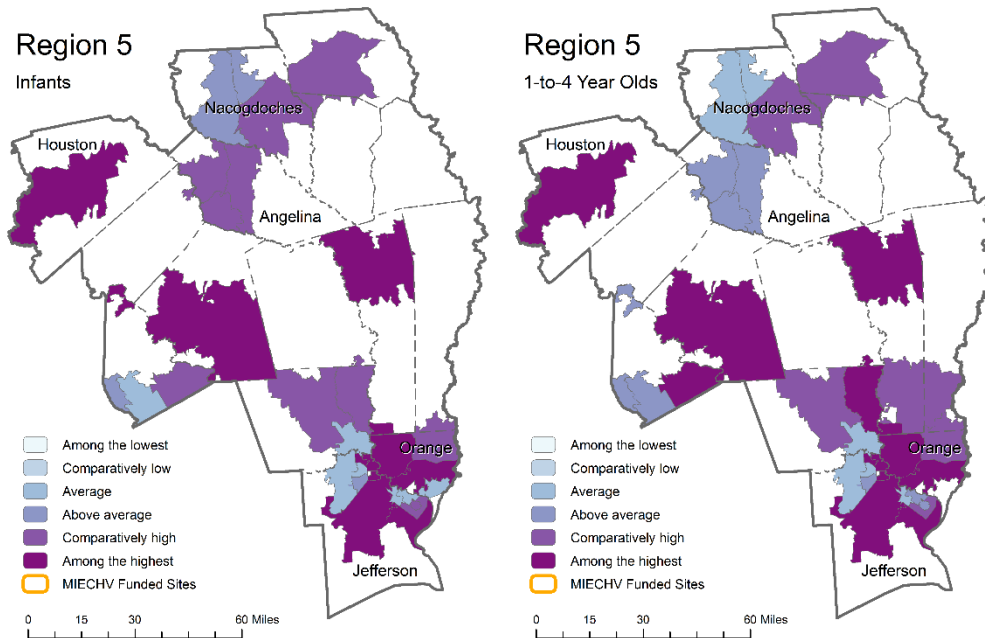 Region 5
Infants
Nacogdoches
Houston
Angelina
Orange
Jefferson
Among the lowest
Comparatively low
Average
Above average
Comparatively high
Among the highest
MIECHV Funded Sites
0 15 30 60 Miles
Region 5
1-to-4 Year Olds
Nacogdoches
Houston
Angelina
Orange
Jefferson
Among the lowest
Comparatively low
Average
Above average
Comparatively high
Among the highest
MIECHV Funded Sites
0 15 30 60 Miles